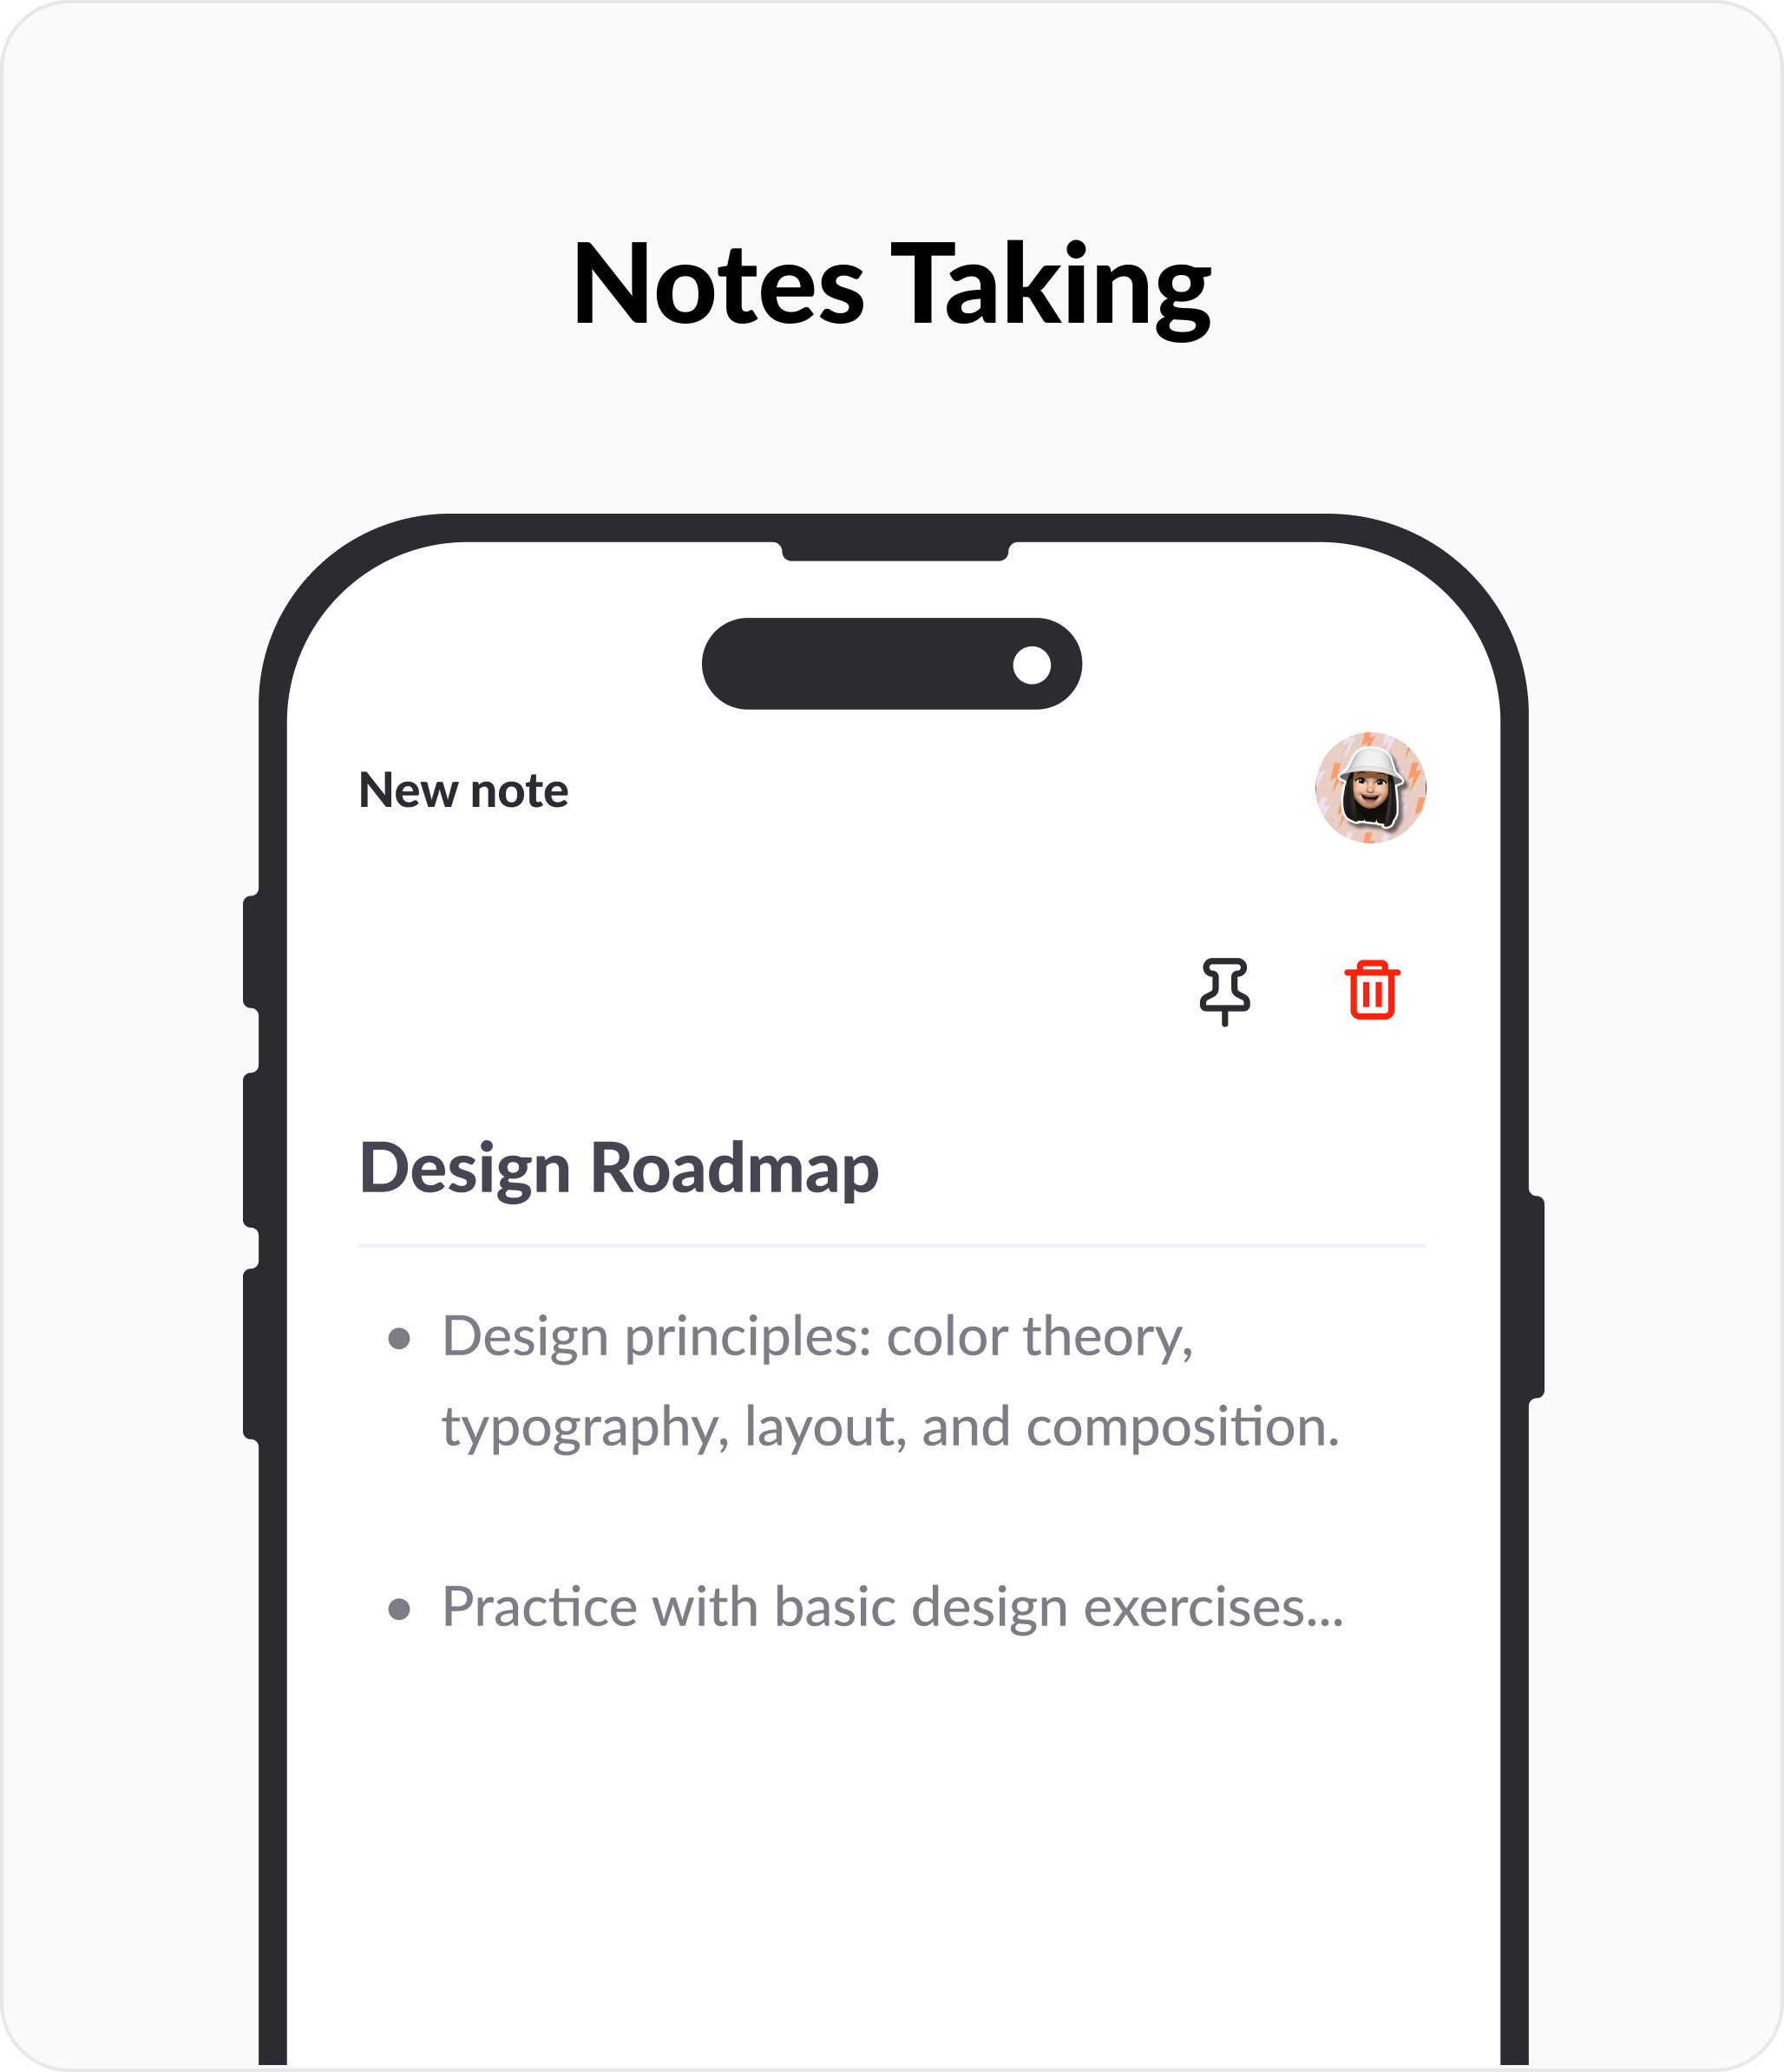 Notes Taking
New note
Design Roadmap
Design principles: color theory,
typography, layout, and composition.
Practice with basic design exercises...